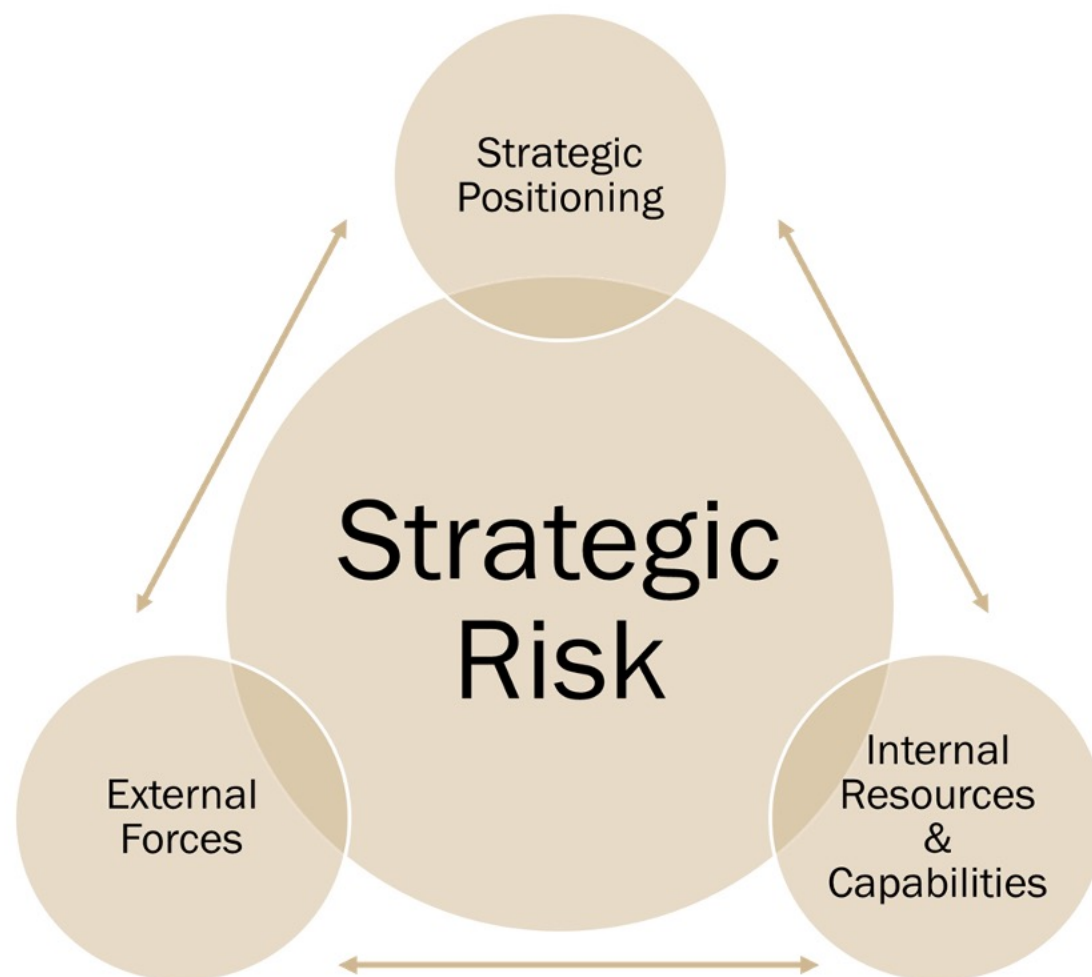 Strategic
Positioning
Strategic
Risk
External
Forces
Internal
Resources
&
Capabilities